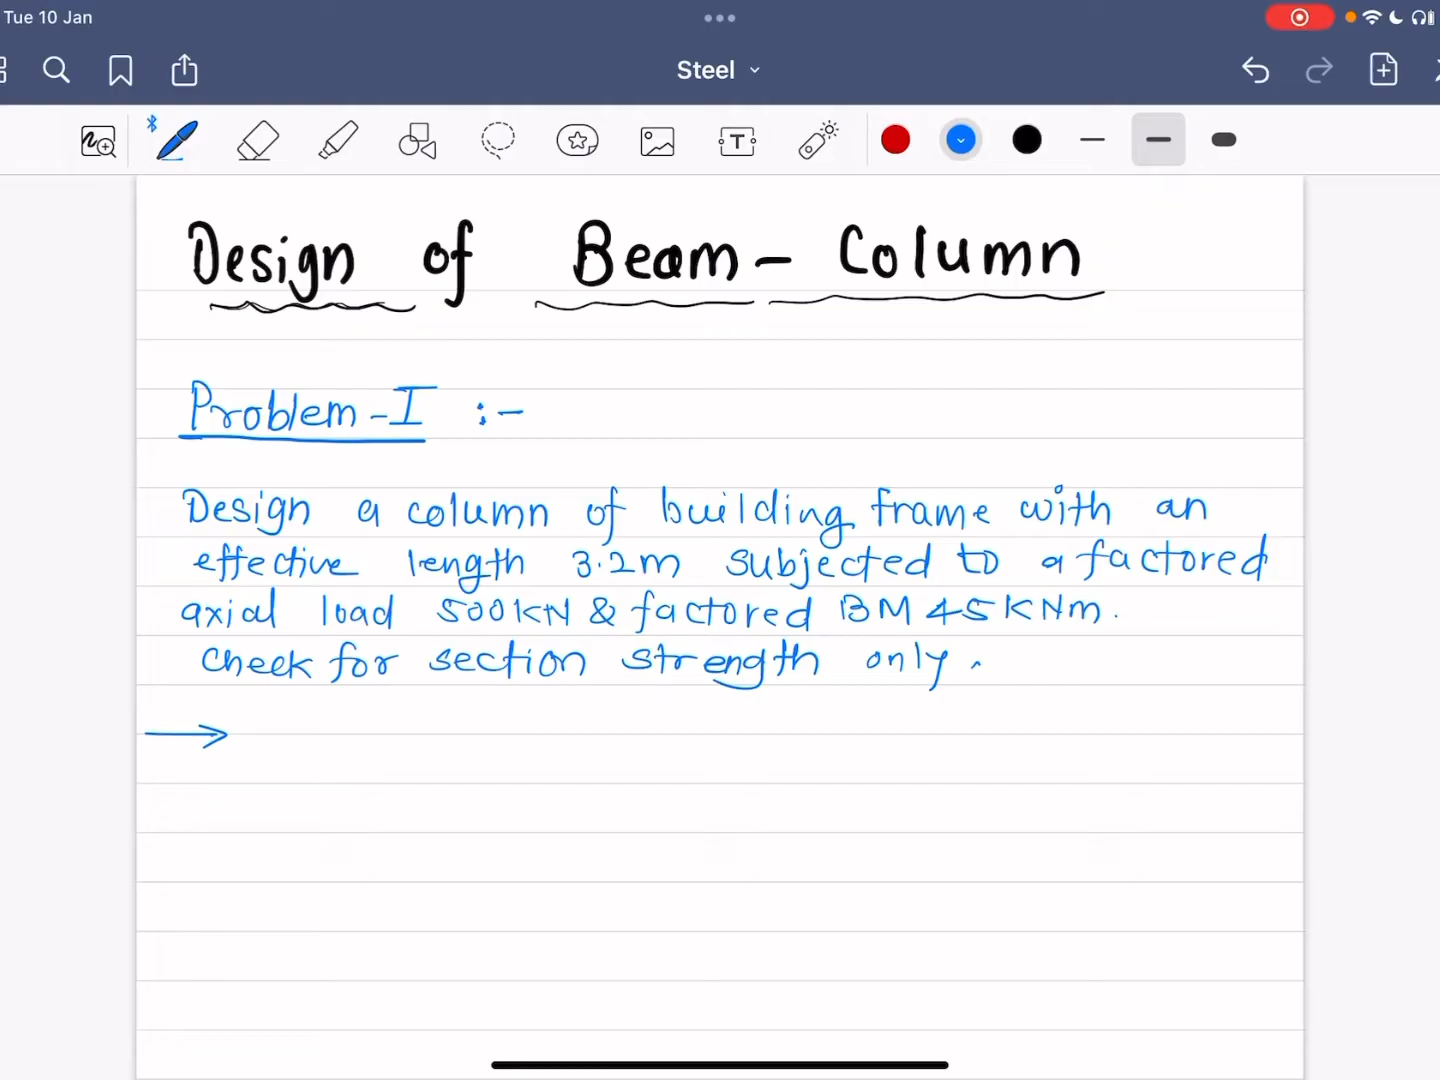 Tue 10 Jan
Steel
T
Design of Beam - Column
Problem - I :-
Design a column of building frame with an
effective length 3.2m subjected to a factored
axial load 500KN & factored BM 45KNm.
Check for section strength only.